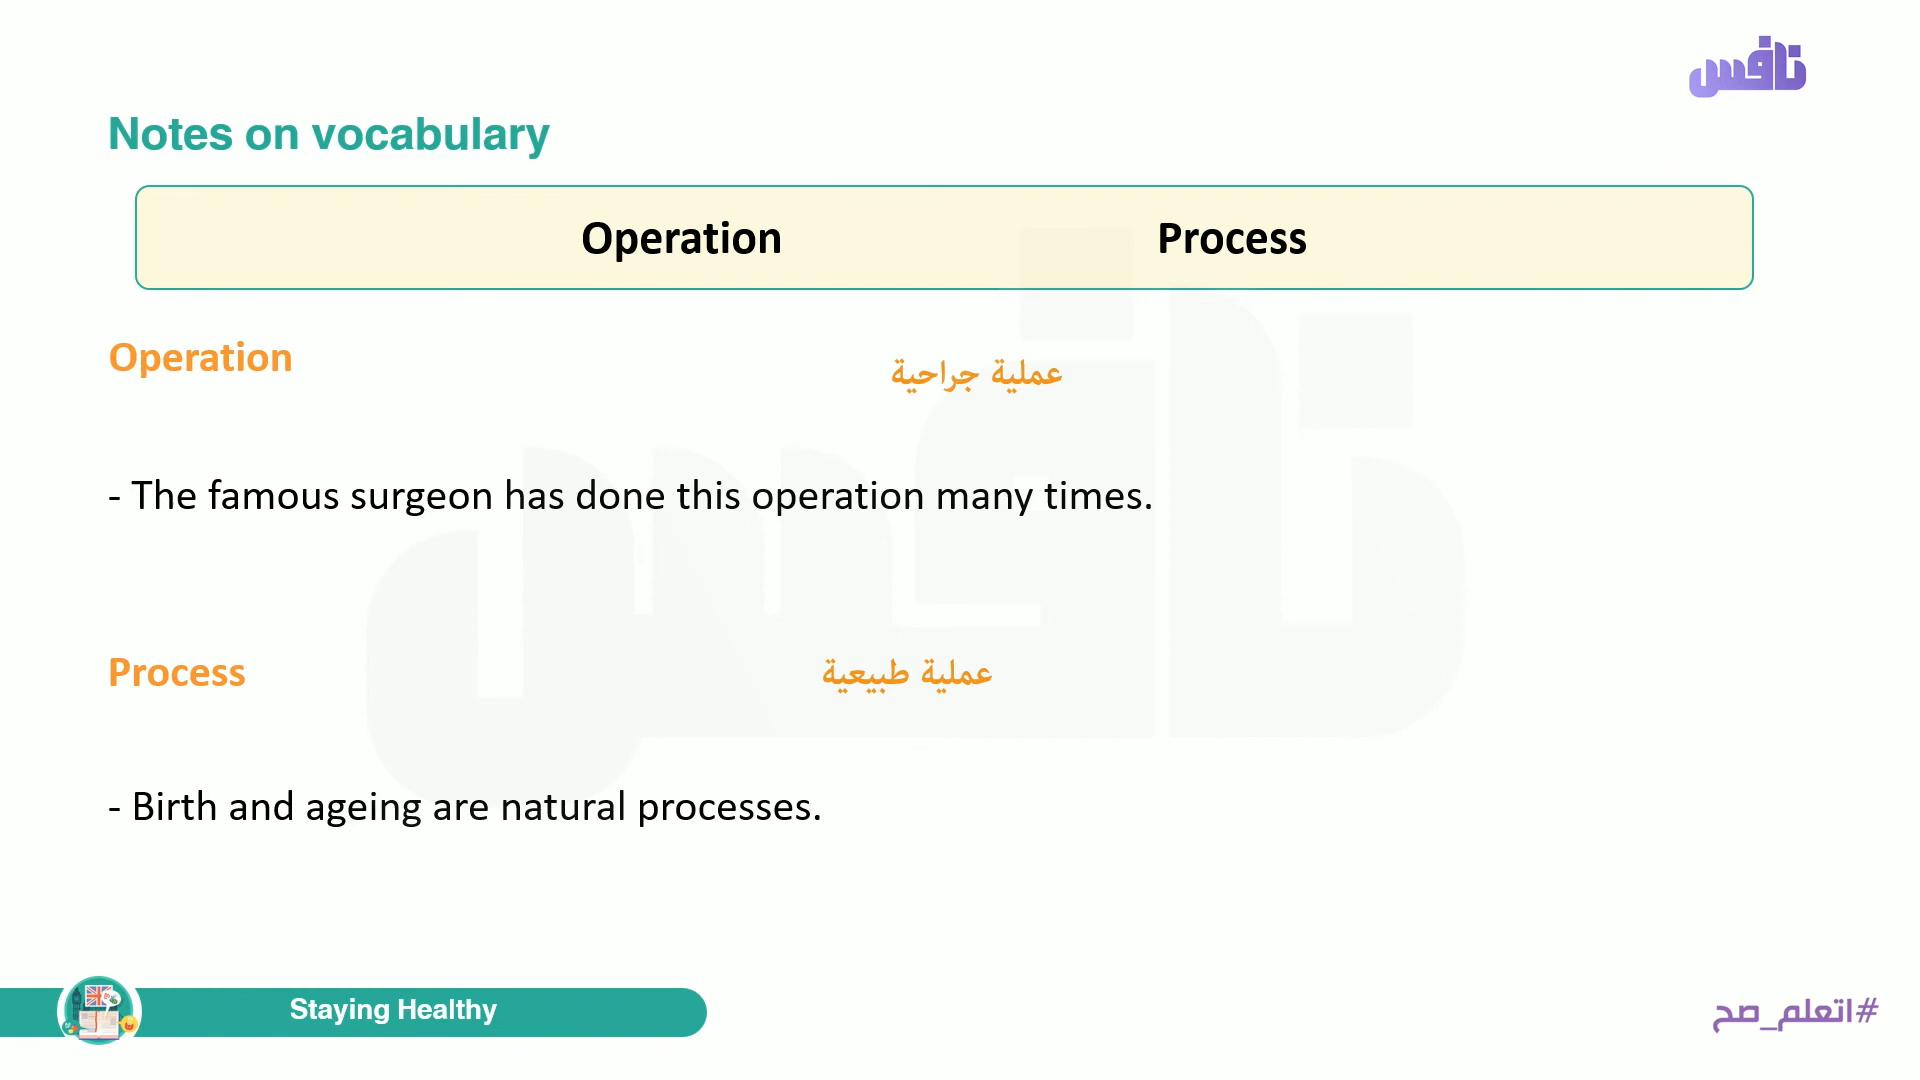 نافس
Notes on vocabulary
Operation Process
Operation عملية جراحية
- The famous surgeon has done this operation many times.
Process عملية طبيعية
- Birth and ageing are natural processes.
Staying Healthy
#اتعلم_صح